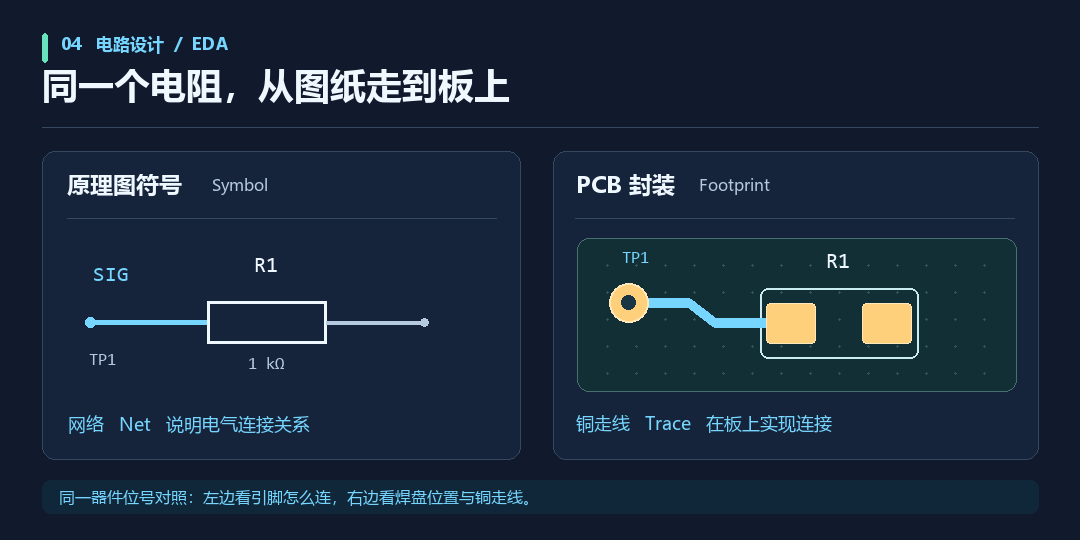 04 电路设计 / EDA
同一个电阻，从图纸走到板上
原理图符号 Symbol
SIG
R1
TP1
1 kΩ
网络 Net 说明电气连接关系
PCB 封装 Footprint
TP1
R1
铜走线 Trace 在板上实现连接
同一器件位号对照：左边看引脚怎么连，右边看焊盘位置与铜走线。